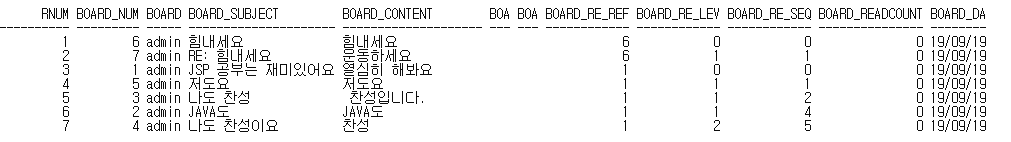 RNUM BOARD_NUM BOARD BOARD_SUBJECT BOARD_CONTENT BOA BOA BOARD_RE_REF BOARD_RE_LEV BOARD_RE_SEQ BOARD_READCOUNT BOARD_DA
---------- ---------- ----- -------------------- -------------------- --- --- ------------ ------------ ------------ --------------- --------
1 6 admin 힘내세요 힘내세요 6 0 0 0 19/09/19
2 7 admin RE: 힘내세요 운동하세요 6 1 1 0 19/09/19
3 1 admin JSP 공부는 재미있어요 열심히 해봐요 1 0 0 0 19/09/19
4 5 admin 저도요 저도요 1 1 1 0 19/09/19
5 3 admin 나도 찬성 찬성입니다. 1 1 2 0 19/09/19
6 2 admin JAVA도 JAVA도 1 1 4 0 19/09/19
7 4 admin 나도 찬성이요 찬성 1 2 5 0 19/09/19